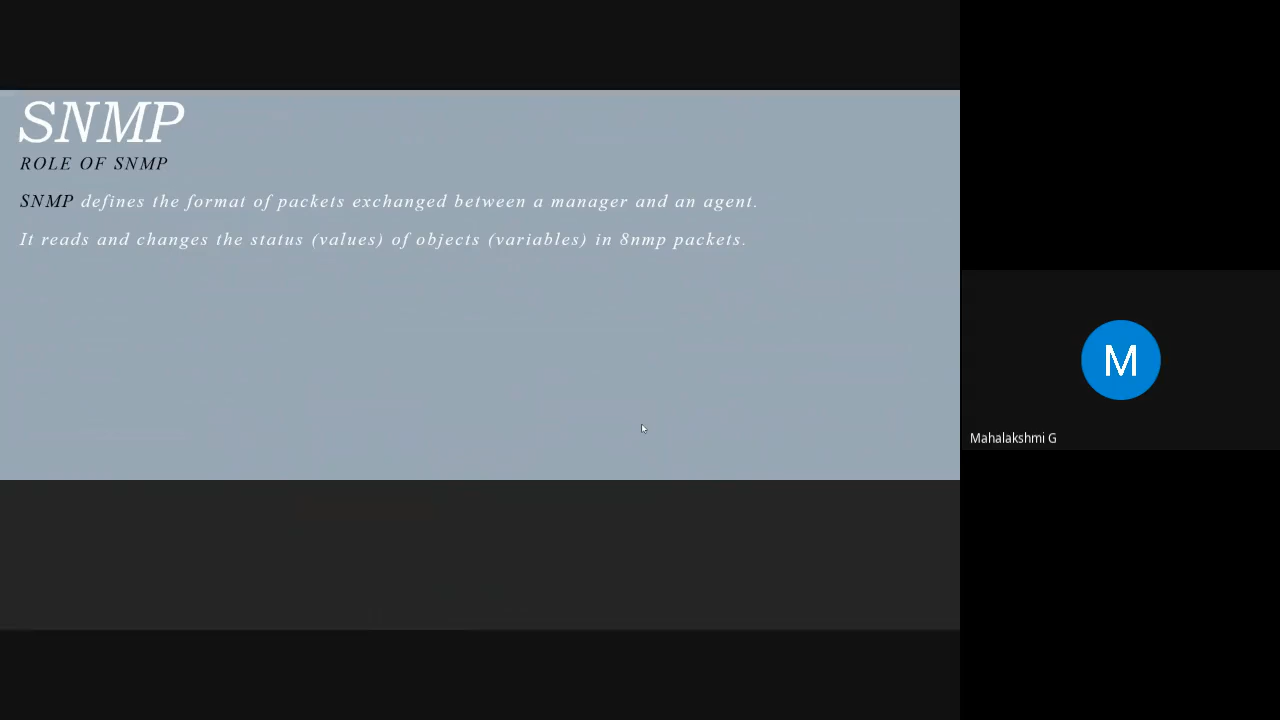 SNMP
ROLE OF SNMP
SNMP defines the format of packets exchanged between a manager and an agent.
It reads and changes the status (values) of objects (variables) in 8nmp packets.
M
Mahalakshmi G